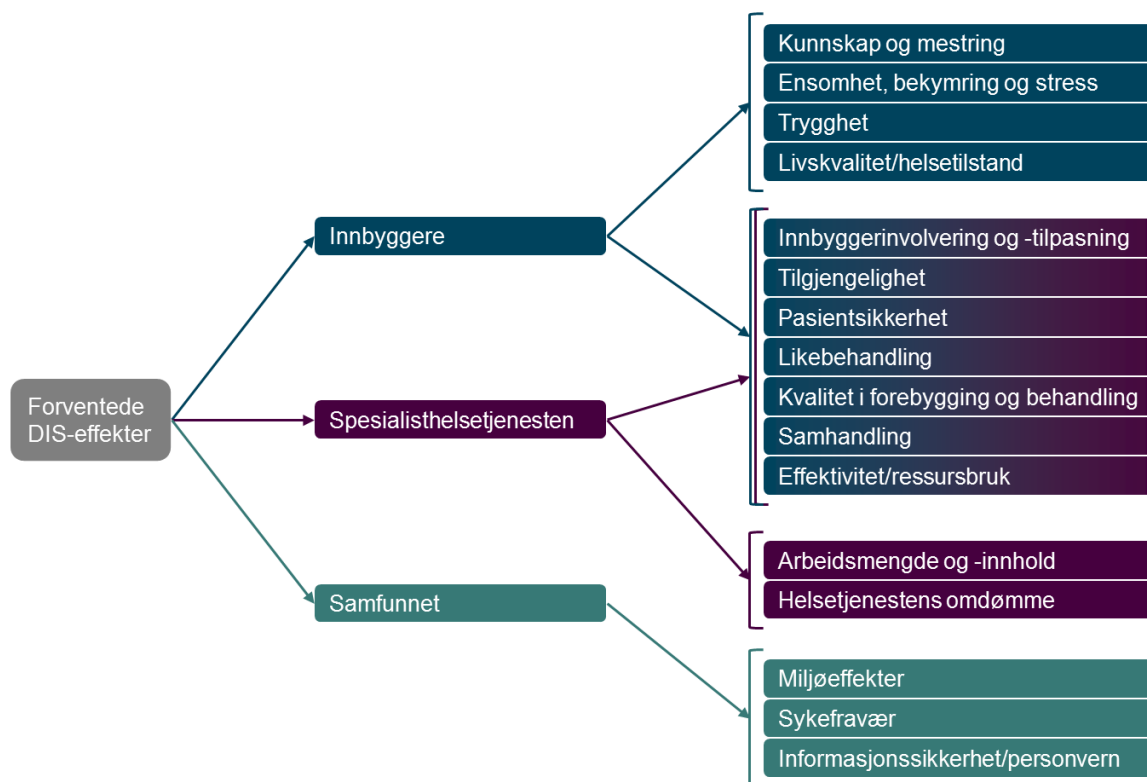 Forventede
DIS-effekter
Innbyggere
Spesialisthelsetjenesten
Samfunnet
Kunnskap og mestring
Ensomhet, bekymring og stress
Trygghet
Livskvalitet/helsetilstand
Innbyggerinvolvering og -tilpasning
Tilgjengelighet
Pasientsikkerhet
Likebehandling
Kvalitet i forebygging og behandling
Samhandling
Effektivitet/ressursbruk
Arbeidsmengde og -innhold
Helsetjenestens omdømme
Miljøeffekter
Sykefravær
Informasjonssikkerhet/personvern